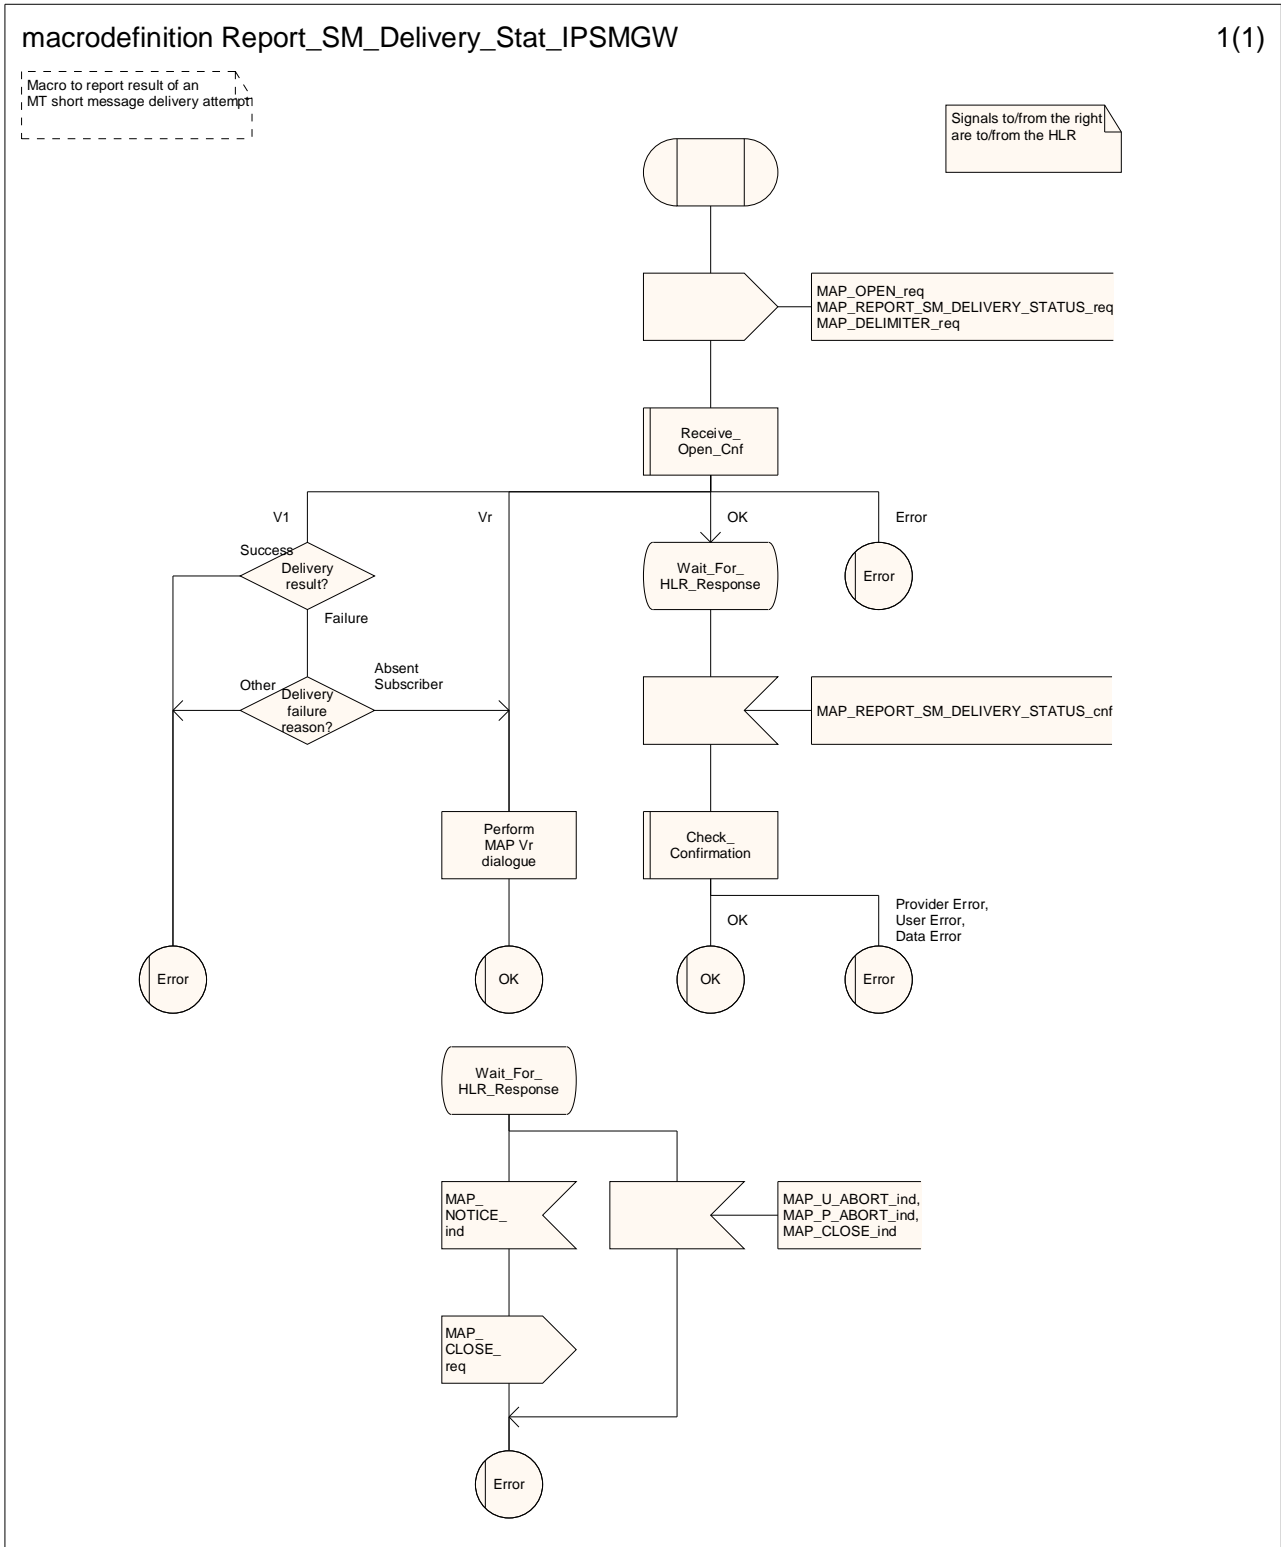 macrodefinition Report_SM_Delivery_Stat_IPSMGW
1(1)
Macro to report result of an
MT short message delivery attempt
Signals to/from the right
are to/from the HLR
MAP_OPEN_req
MAP_REPORT_SM_DELIVERY_STATUS_req
MAP_DELIMITER_req
Receive_
Open_Cnf
V1
Vr
OK
Error
Success
Delivery
result?
Wait_For_
HLR_Response
Error
Failure
Absent
Subscriber
Other
Delivery
failure
reason?
MAP_REPORT_SM_DELIVERY_STATUS_cnf
Perform
MAP Vr
dialogue
Check_
Confirmation
OK
Provider Error,
User Error,
Data Error
Error
OK
OK
Error
Wait_For_
HLR_Response
MAP_
NOTICE_
ind
MAP_U_ABORT_ind,
MAP_P_ABORT_ind,
MAP_CLOSE_ind
MAP_
CLOSE_
req
Error